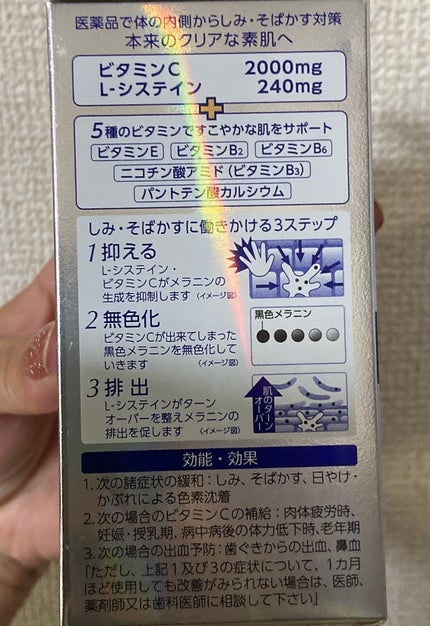 医薬品で体の内側からしみ・そばかす対策
本来のクリアな素肌へ
ビタミンC 2000mg
L-システイン 240mg
+
5種のビタミンですこやかな肌をサポート
ビタミンE ビタミンB2 ビタミンB6
ニコチン酸アミド(ビタミンB3)
パントテン酸カルシウム
しみ・そばかすに働きかける3ステップ
1 抑える
L-システイン・
ビタミンCがメラニンの
生成を抑制します〈イメージ図〉
2 無色化
ビタミンCが出来てしまった
黒色メラニンを無色化して
いきます 〈イメージ図〉
黒色メラニン
3 排出
L-システインがターン
オーバーを整えメラニンの
排出を促します〈イメージ図〉
肌のターン
オーバー
効能・効果
1.次の諸症状の緩和:しみ、そばかす、日やけ・
かぶれによる色素沈着
2.次の場合のビタミンCの補給:肉体疲労時、
妊娠・授乳期、病中病後の体力低下時、老年期
3.次の場合の出血予防:歯ぐきからの出血、鼻血
「ただし、上記1及び3の症状について、1カ月
ほど使用しても改善がみられない場合は、医師、
薬剤師又は歯科医師に相談して下さい」